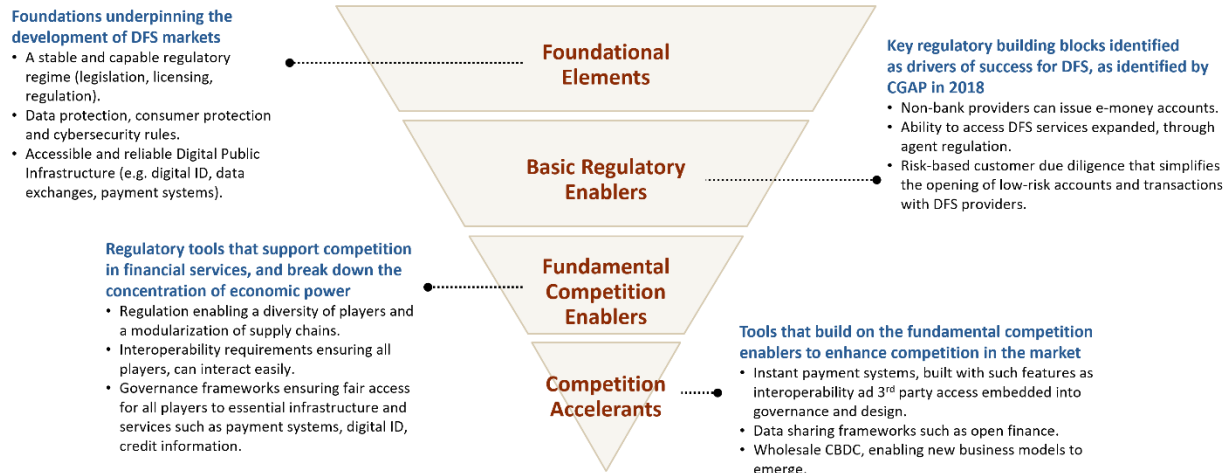 Foundations underpinning the
development of DFS markets
• A stable and capable regulatory
regime (legislation, licensing,
regulation).
• Data protection, consumer protection
and cybersecurity rules.
• Accessible and reliable Digital Public
Infrastructure (e.g. digital ID, data
exchanges, payment systems).
Foundational
Elements
Key regulatory building blocks identified
as drivers of success for DFS, as identified by
CGAP in 2018
• Non-bank providers can issue e-money accounts.
• Ability to access DFS services expanded, through
agent regulation.
• Risk-based customer due diligence that simplifies
the opening of low-risk accounts and transactions
with DFS providers.
Basic Regulatory
Enablers
Regulatory tools that support competition
in financial services, and break down the
concentration of economic power
• Regulation enabling a diversity of players and
a modularization of supply chains.
• Interoperability requirements ensuring all
players, can interact easily.
• Governance frameworks ensuring fair access
for all players to essential infrastructure and
services such as payment systems, digital ID,
credit information.
Fundamental
Competition
Enablers
Tools that build on the fundamental competition
enablers to enhance competition in the market
• Instant payment systems, built with such features as
interoperability ad 3rd party access embedded into
governance and design.
• Data sharing frameworks such as open finance.
• Wholesale CBDC, enabling new business models to
emerge.
Competition
Accelerants